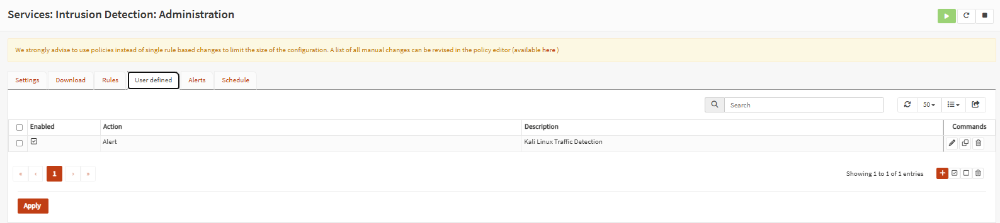 Services: Intrusion Detection: Administration
We strongly advise to use policies instead of single rule based changes to limit the size of the configuration. A list of all manual changes can be revised in the policy editor (available here )
Settings Download Rules User defined Alerts Schedule
Search 50
Enabled Action Description Commands
Alert Kali Linux Traffic Detection
« ‹ 1 › » Showing 1 to 1 of 1 entries
Apply